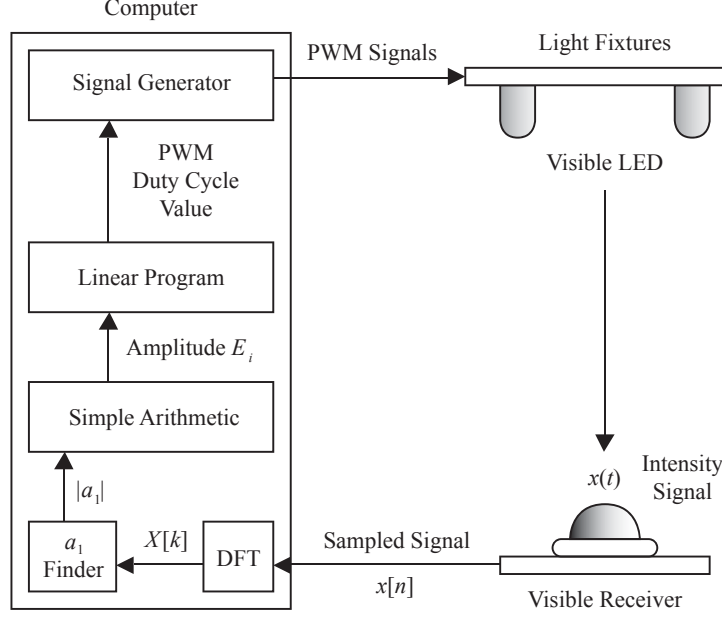 Computer
Signal Generator
PWM Signals
Light Fixtures
PWM
Duty Cycle
Value
Visible LED
Linear Program
Amplitude E_i
Simple Arithmetic
|a_1|
x(t)
Intensity
Signal
a_1
Finder
X[k]
DFT
Sampled Signal
x[n]
Visible Receiver